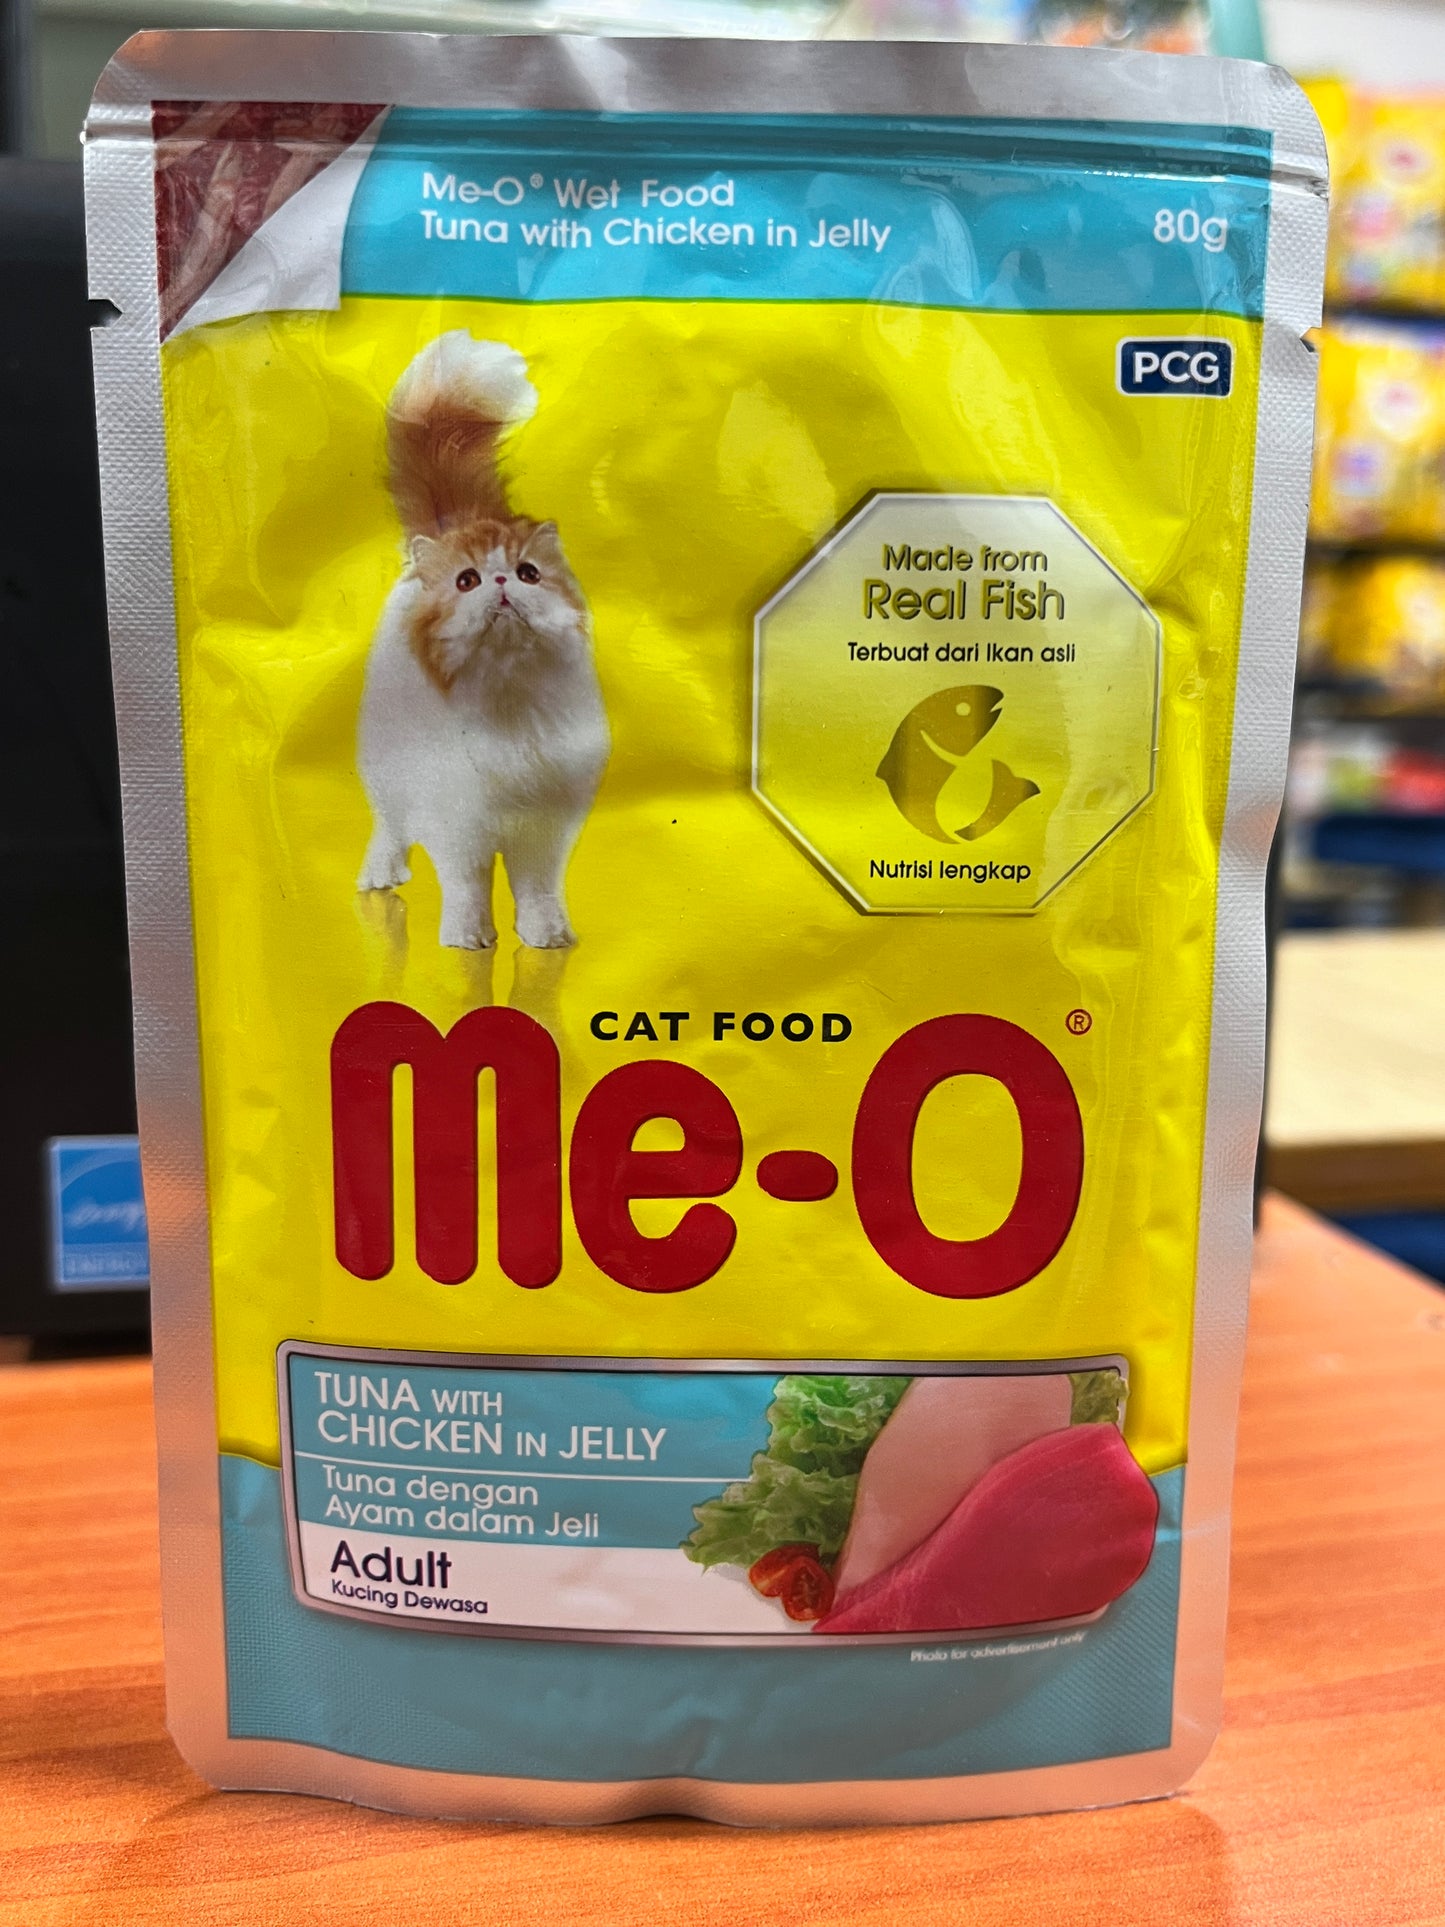 Me-O® Wet Food
Tuna with Chicken in Jelly
80g
PCG
Made from
Real Fish
Terbuat dari Ikan asli
Nutrisi lengkap
CAT FOOD
Me-O®
TUNA WITH
CHICKEN IN JELLY
Tuna dengan
Ayam dalam Jeli
Adult
Kucing Dewasa
Photo for advertisement only
ENERGY